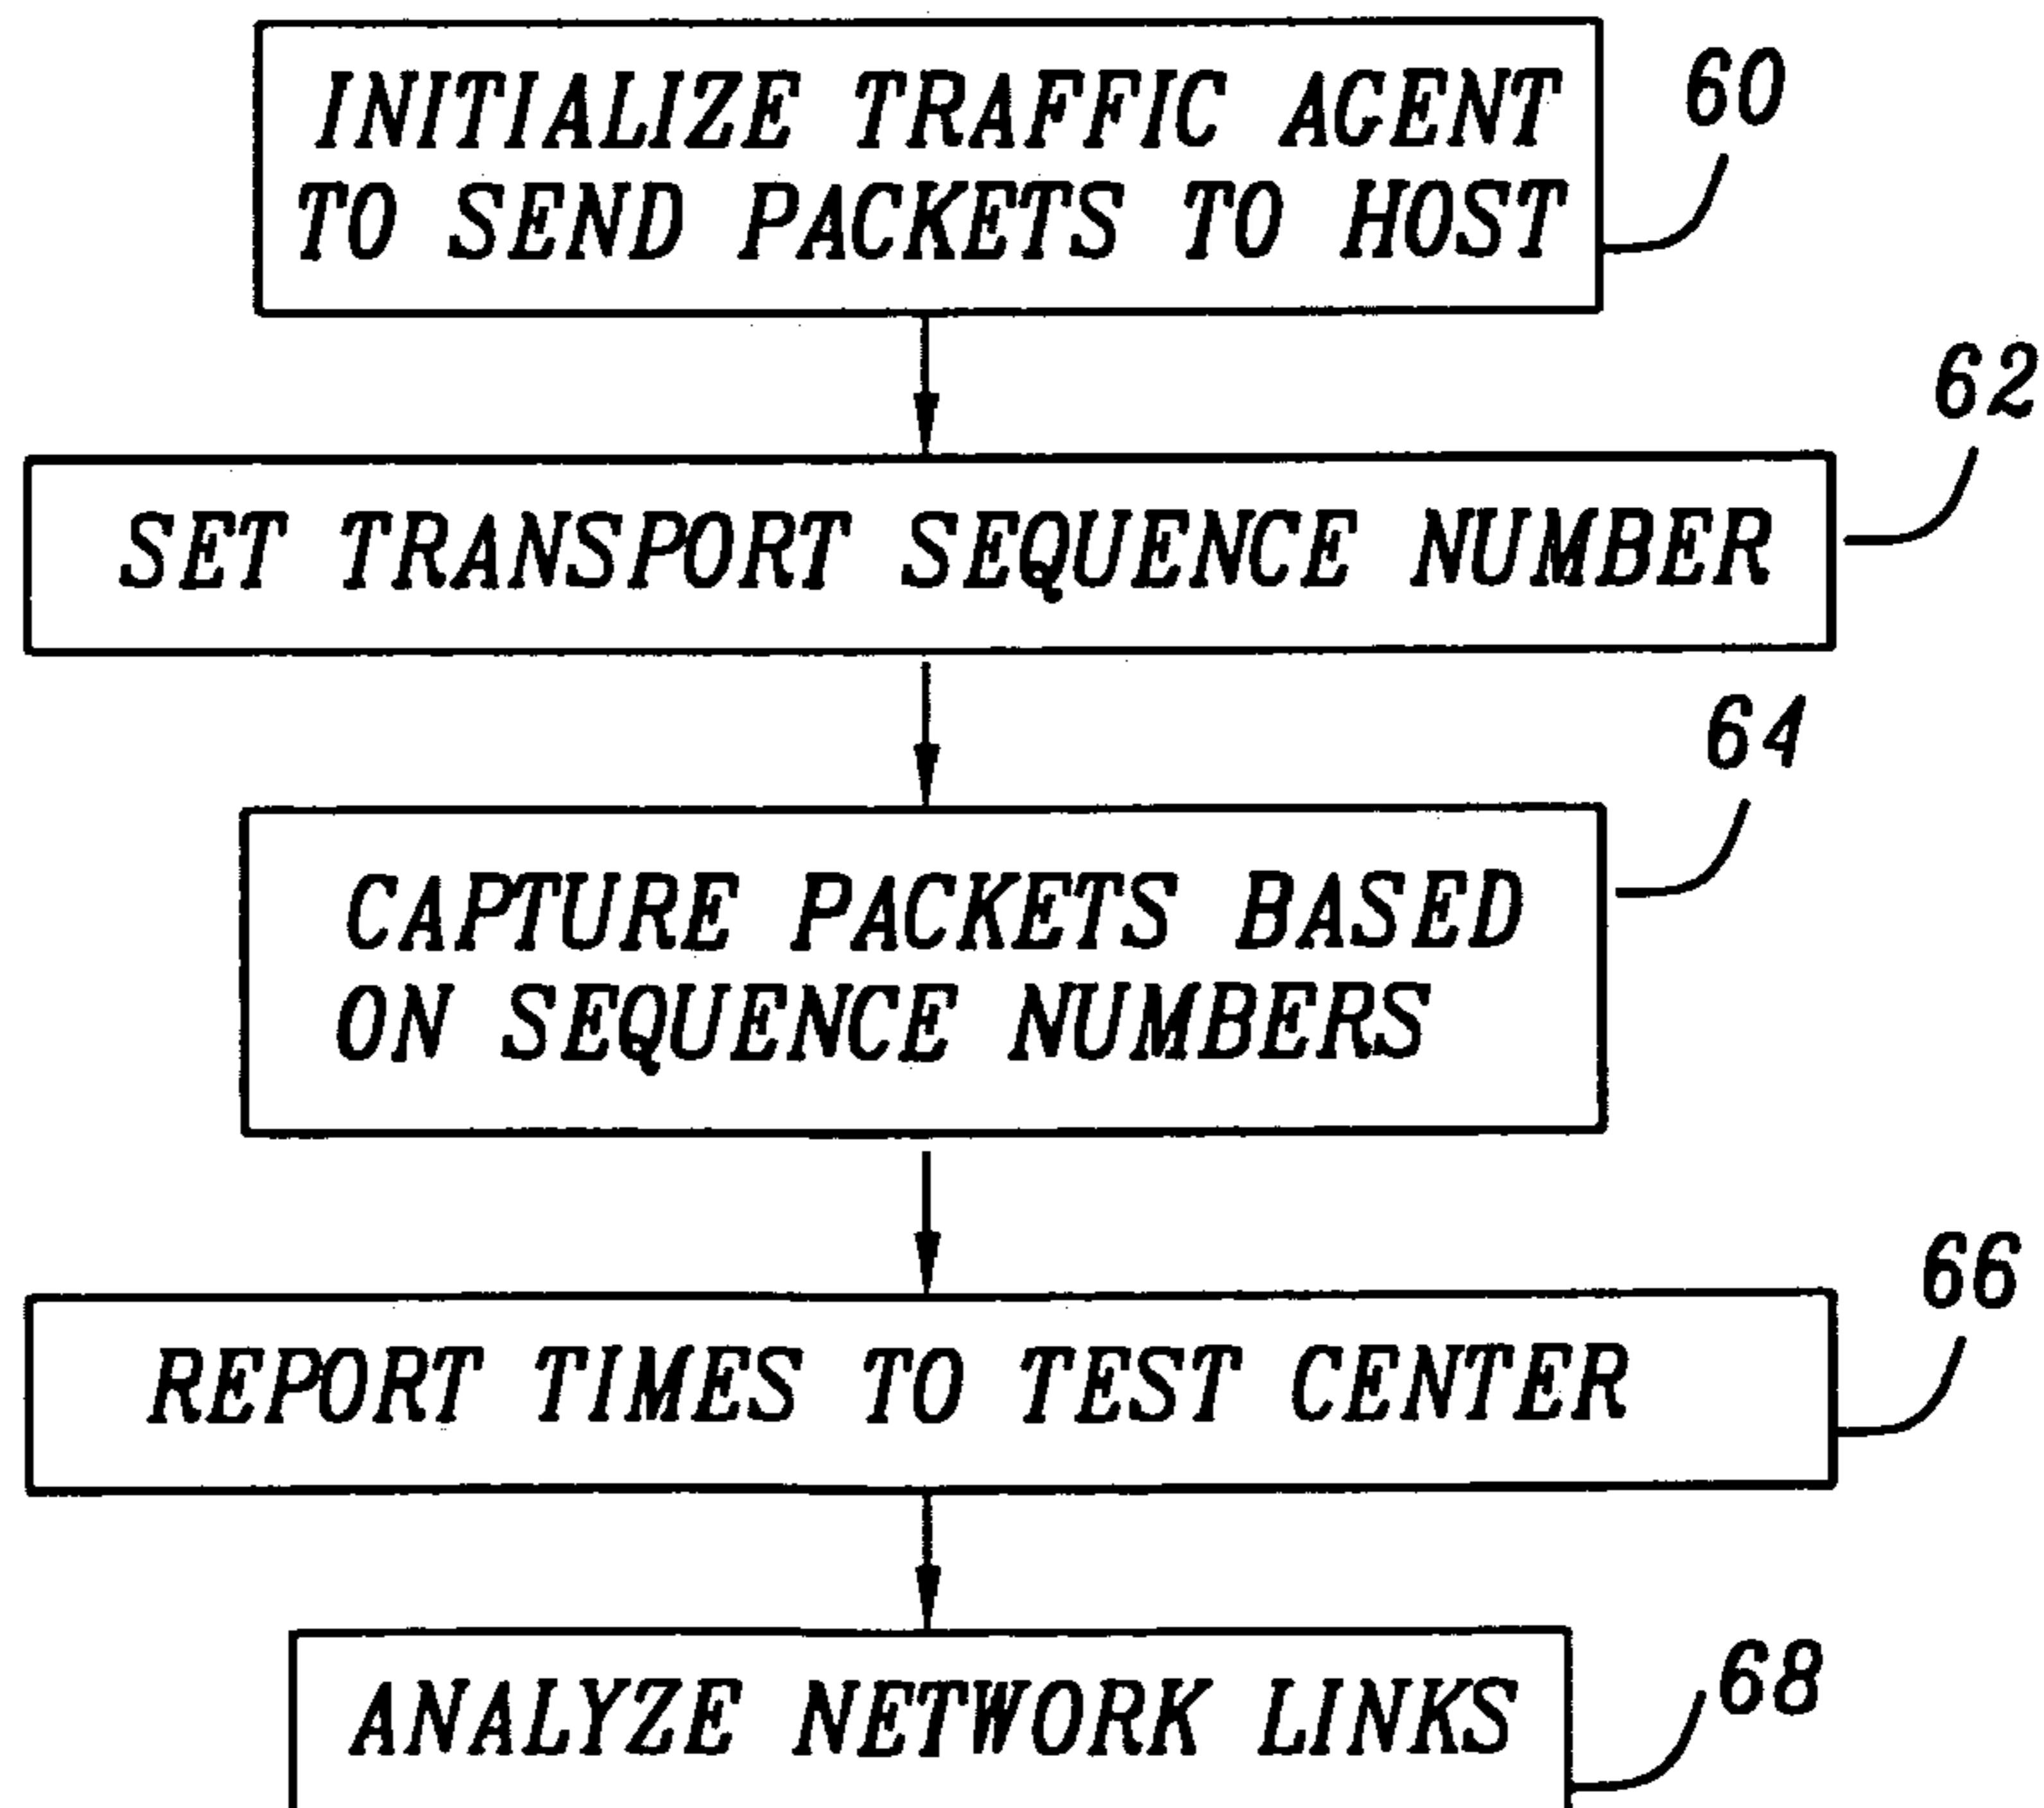 INITIALIZE TRAFFIC AGENT
TO SEND PACKETS TO HOST
60
SET TRANSPORT SEQUENCE NUMBER
62
CAPTURE PACKETS BASED
ON SEQUENCE NUMBERS
64
REPORT TIMES TO TEST CENTER
66
ANALYZE NETWORK LINKS
68